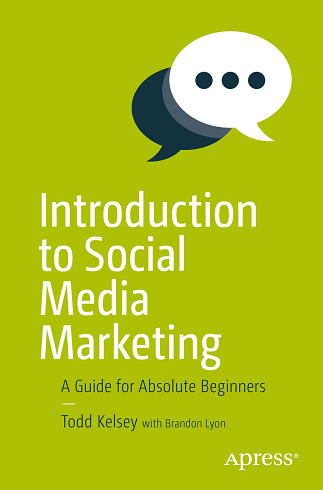 Introduction
to Social
Media
Marketing
A Guide for Absolute Beginners
Todd Kelsey with Brandon Lyon
Apress®